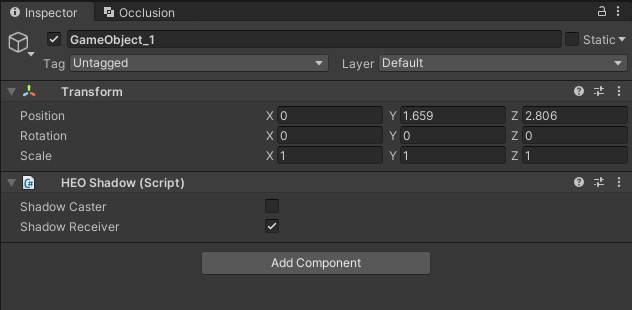 Inspector Occlusion
GameObject_1 Static
Tag Untagged Layer Default
Transform
Position X 0 Y 1.659 Z 2.806
Rotation X 0 Y 0 Z 0
Scale X 1 Y 1 Z 1
HEO Shadow (Script)
Shadow Caster
Shadow Receiver
Add Component